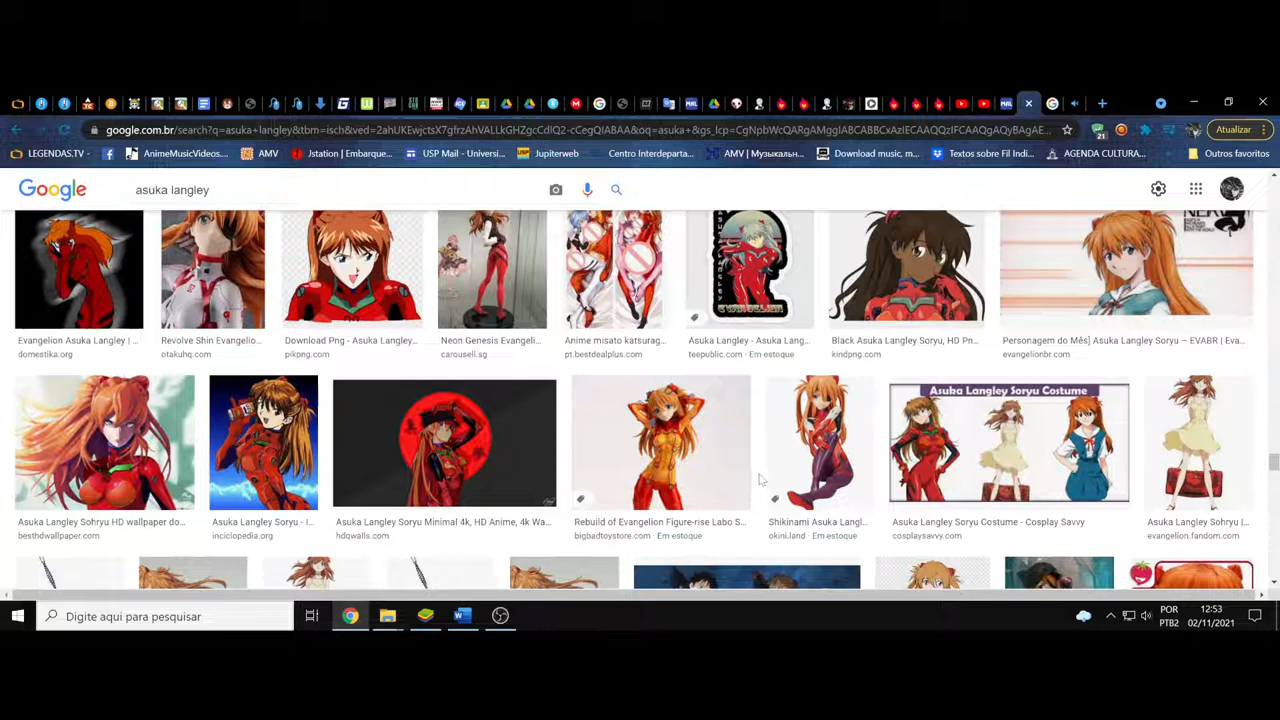 google.com.br/search?q=asuka+langley&tbm=isch&ved=2ahUKEwjctsX7gfrzAhVALLkGHZgcCdIQ2-cCegQIABAA&oq=asuka+&gs_lcp=CgNpbWcQARgAMggIABCABBCxAzIECAAQQzIFCAAQgAQyBAgAE...
Atualizar
LEGENDAS.TV -
AnimeMusicVideos...
AMV
Jstation | Embarque...
USP Mail - Universi...
Jupiterweb
Centro Interdeparta...
AMV | Музыкальн...
Download music, m...
Textos sobre Fil Indi...
AGENDA CULTURA...
Outros favoritos
Google
asuka langley
ASUKA LANGLEY
EVANGELION
NERV
Evangelion Asuka Langley | ...
domestika.org
Revolve Shin Evangelio...
otakuhq.com
Download Png - Asuka Langley...
pikpng.com
Neon Genesis Evangeli...
carousell.sg
Anime misato katsurag...
pt.bestdealplus.com
Asuka Langley - Asuka Lang...
teepublic.com - Em estoque
Black Asuka Langley Soryu, HD Pn...
kindpng.com
Personagem do Mês] Asuka Langley Soryu – EVABR | Eva...
evangelionbr.com
Asuka Langley Soryu Costume
Asuka Langley Sohryu HD wallpaper do...
besthdwallpaper.com
Asuka Langley Soryu - I...
inciclopedia.org
Asuka Langley Soryu Minimal 4k, HD Anime, 4k Wa...
hdqwalls.com
Rebuild of Evangelion Figure-rise Labo S...
bigbadtoystore.com - Em estoque
Shikinami Asuka Langl...
okini.land - Em estoque
Asuka Langley Soryu Costume - Cosplay Savvy
cosplaysavvy.com
Asuka Langley Sohryu |...
evangelion.fandom.com
Digite aqui para pesquisar
POR
PTB2
12:53
02/11/2021